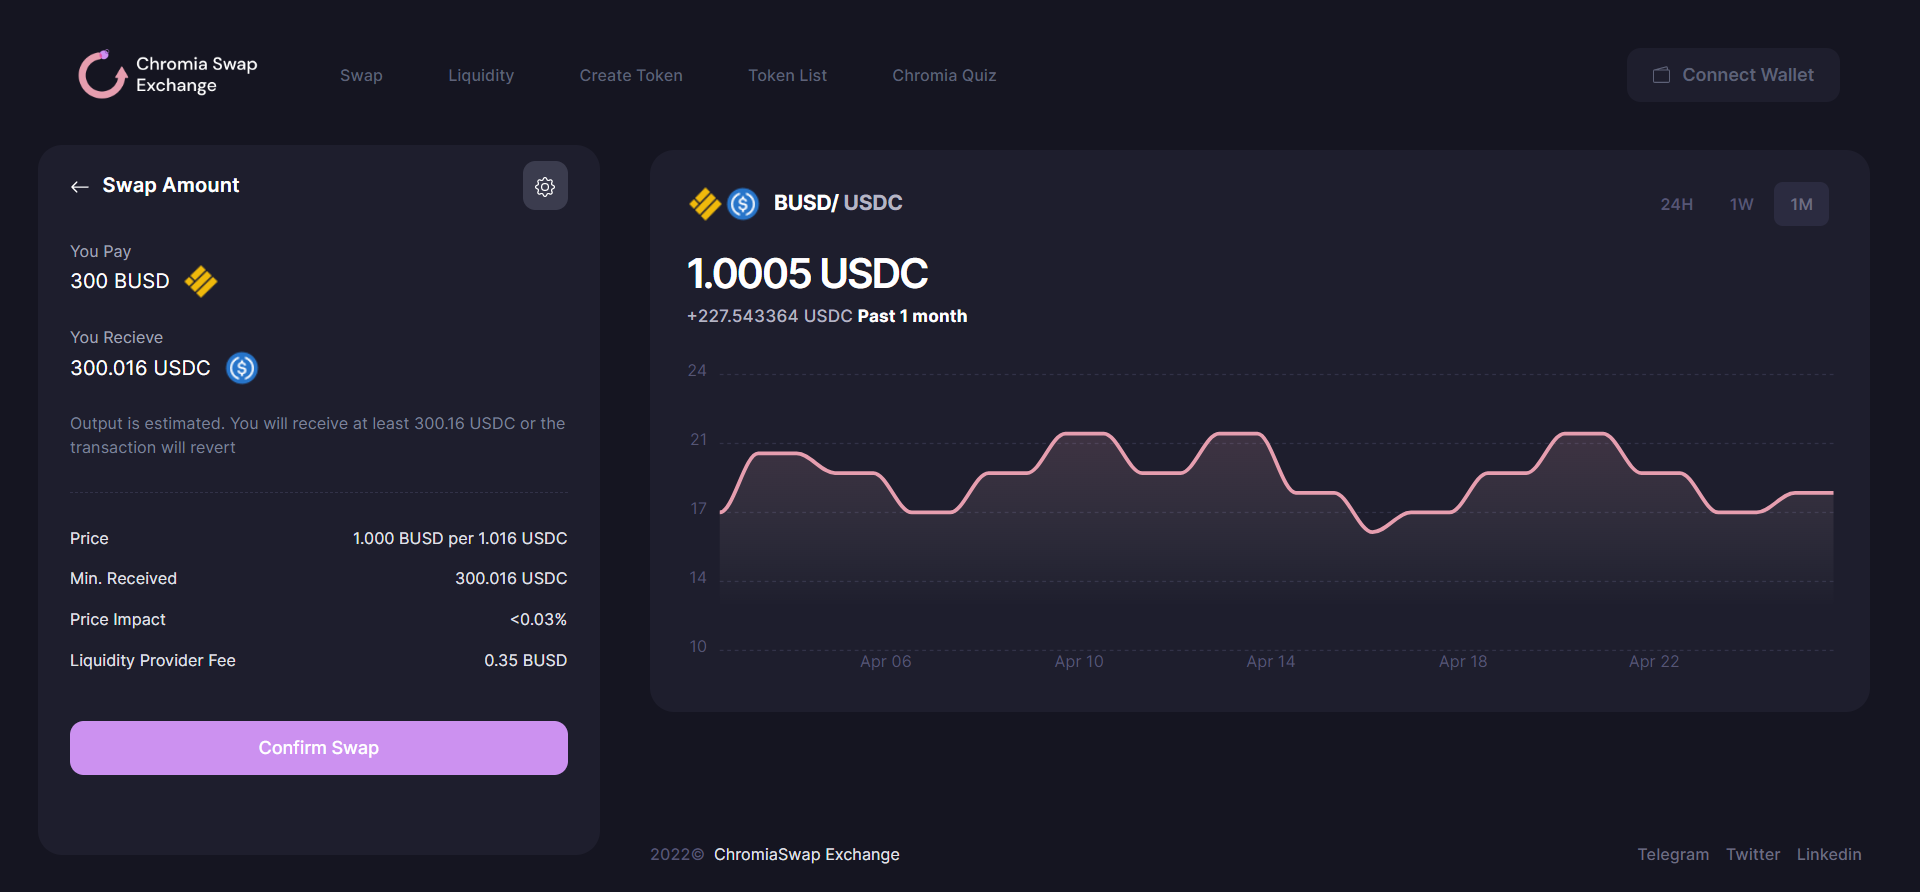 Chromia Swap
Exchange
Swap
Liquidity
Create Token
Token List
Chromia Quiz
Connect Wallet
Swap Amount
You Pay
300 BUSD
You Recieve
300.016 USDC
Output is estimated. You will receive at least 300.16 USDC or the
transaction will revert
Price 1.000 BUSD per 1.016 USDC
Min. Received 300.016 USDC
Price Impact <0.03%
Liquidity Provider Fee 0.35 BUSD
Confirm Swap
BUSD/ USDC
24H 1W 1M
1.0005 USDC
+227.543364 USDC Past 1 month
24
21
17
14
10
Apr 06 Apr 10 Apr 14 Apr 18 Apr 22
2022© ChromiaSwap Exchange
Telegram Twitter Linkedin